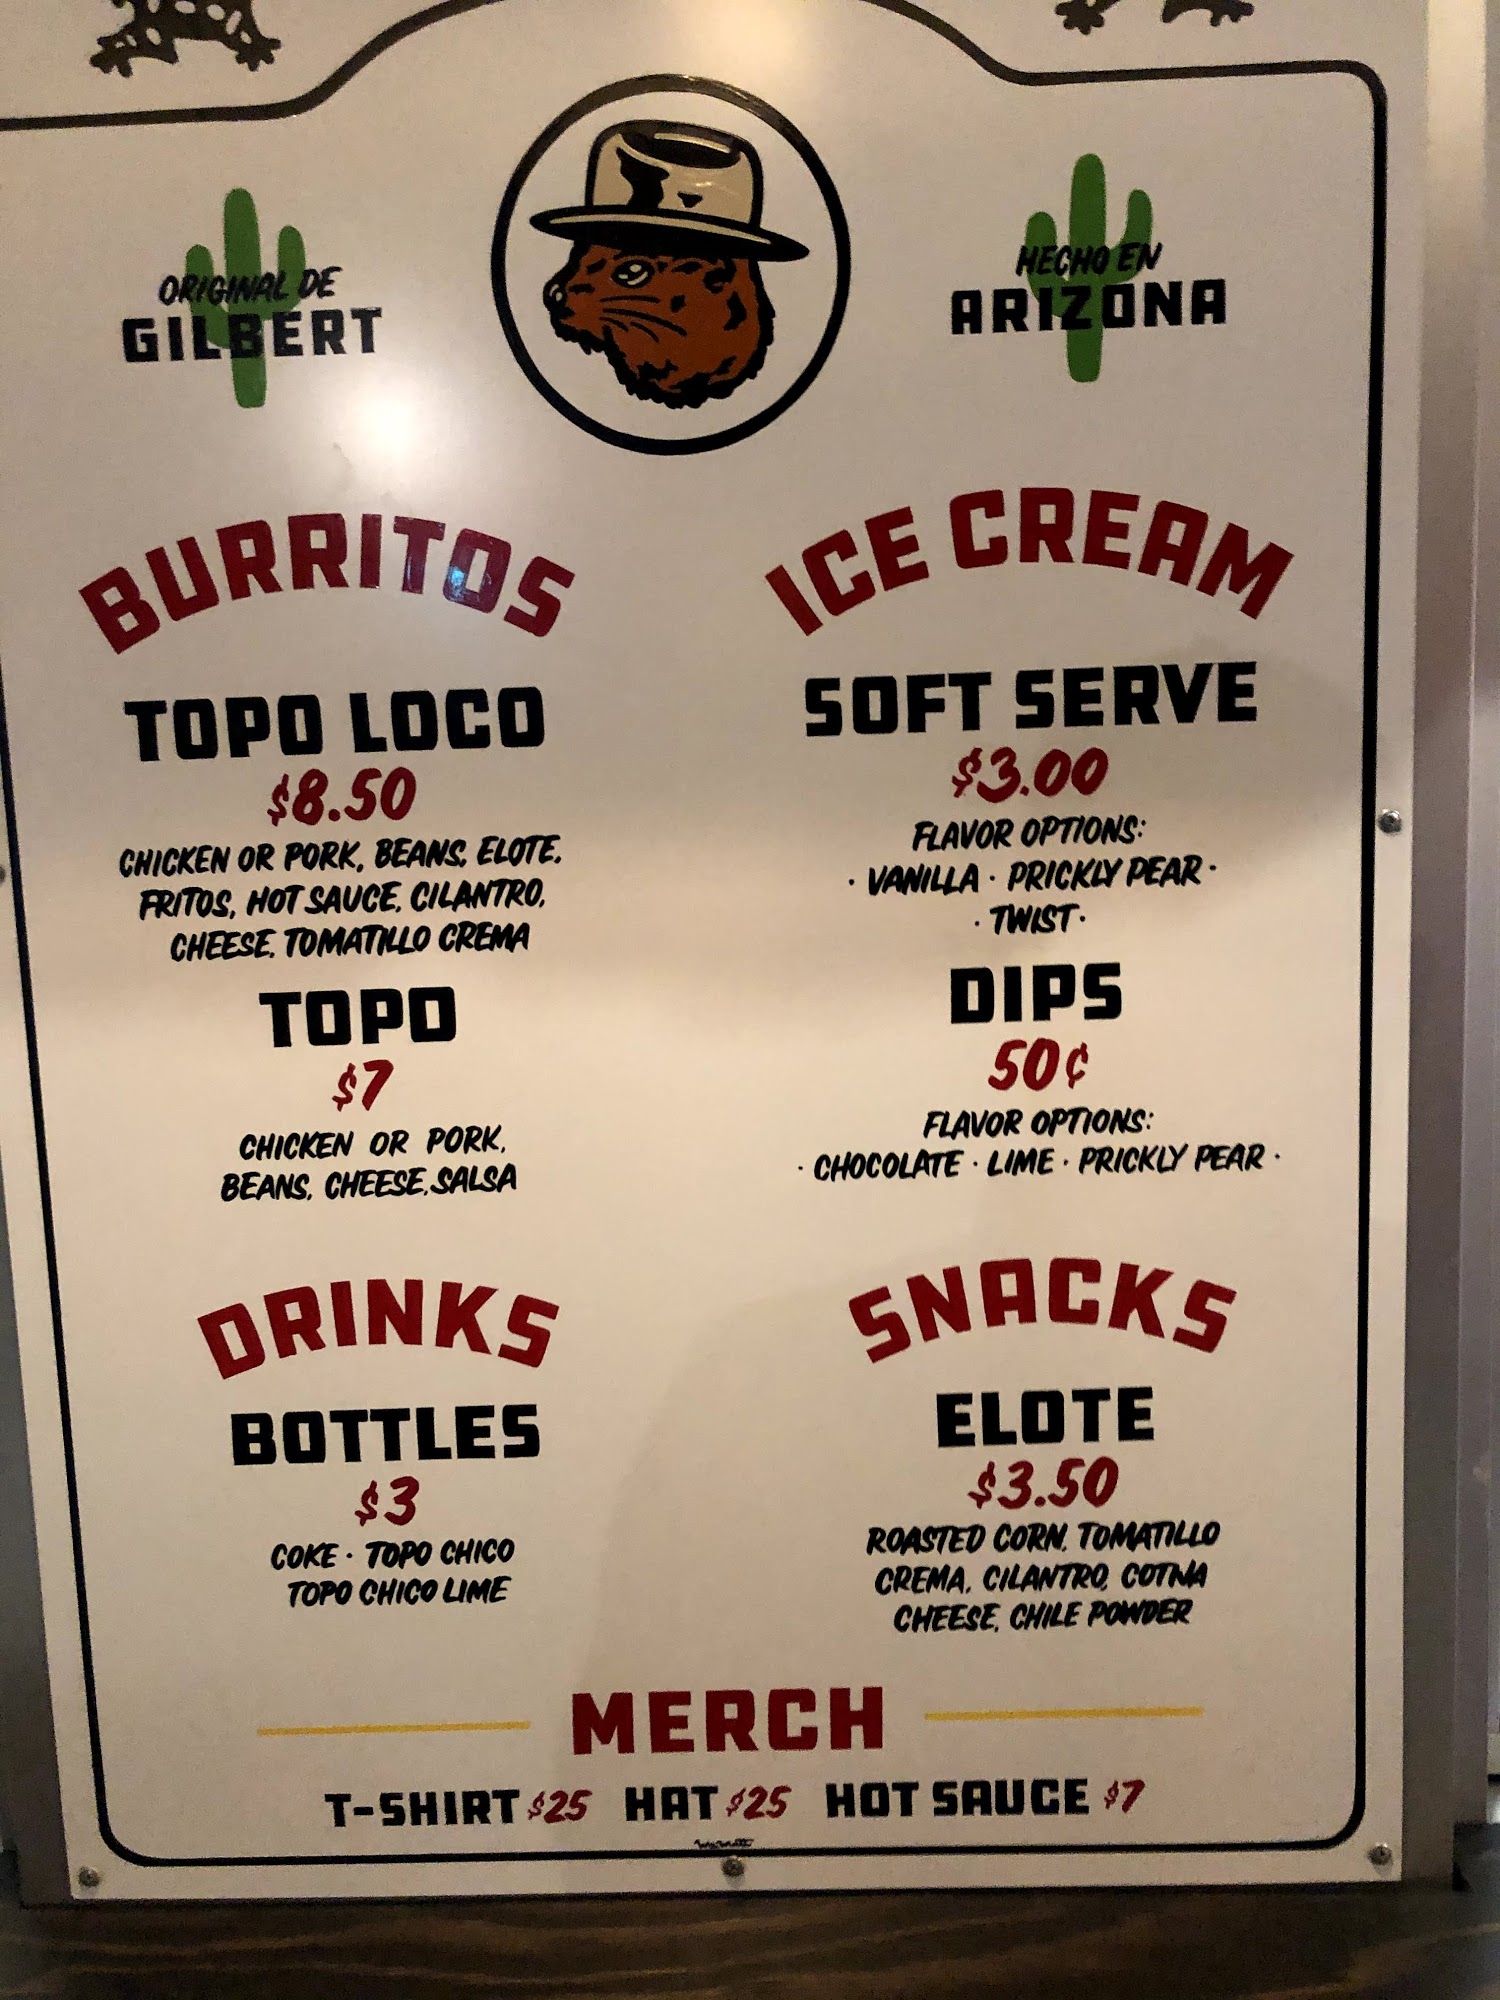 ORIGINAL DE
GILBERT
HECHO EN
ARIZONA
BURRITOS
TOPO LOCO
$8.50
CHICKEN OR PORK, BEANS, ELOTE,
FRITOS, HOT SAUCE, CILANTRO,
CHEESE, TOMATILLO CREMA
TOPO
$7
CHICKEN OR PORK,
BEANS, CHEESE, SALSA
ICE CREAM
SOFT SERVE
$3.00
FLAVOR OPTIONS:
· VANILLA · PRICKLY PEAR ·
· TWIST ·
DIPS
50¢
FLAVOR OPTIONS:
· CHOCOLATE · LIME · PRICKLY PEAR ·
DRINKS
BOTTLES
$3
COKE · TOPO CHICO
TOPO CHICO LIME
SNACKS
ELOTE
$3.50
ROASTED CORN, TOMATILLO
CREMA, CILANTRO, COTIJA
CHEESE, CHILE POWDER
MERCH
T-SHIRT $25 HAT $25 HOT SAUCE $7